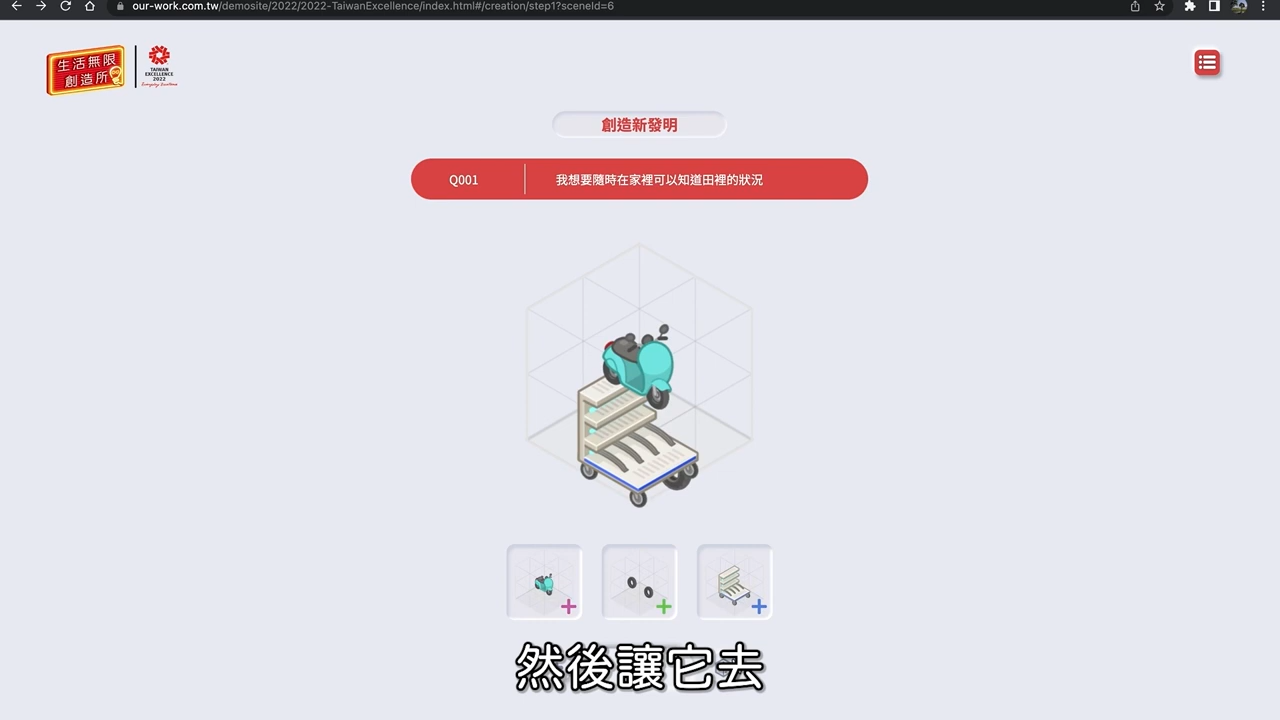 our-work.com.tw/demosite/2022/2022-TaiwanExcellence/index.html#/creation/step1?sceneId=6
生活無限
創造所
TAIWAN
EXCELLENCE
2022
Everyday Excellence
創造新發明
Q001
我想要隨時在家裡可以知道田裡的狀況
然後讓它去